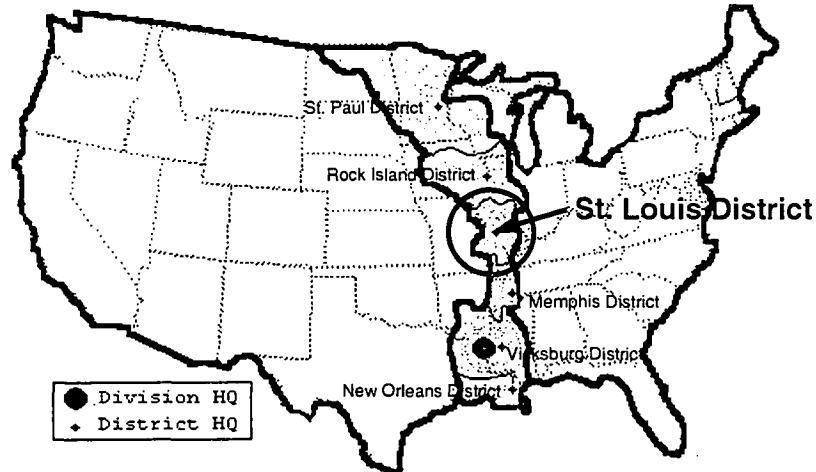 St. Paul District
Rock Island District
St. Louis District
Memphis District
Vicksburg District
New Orleans District
Division HQ
District HQ